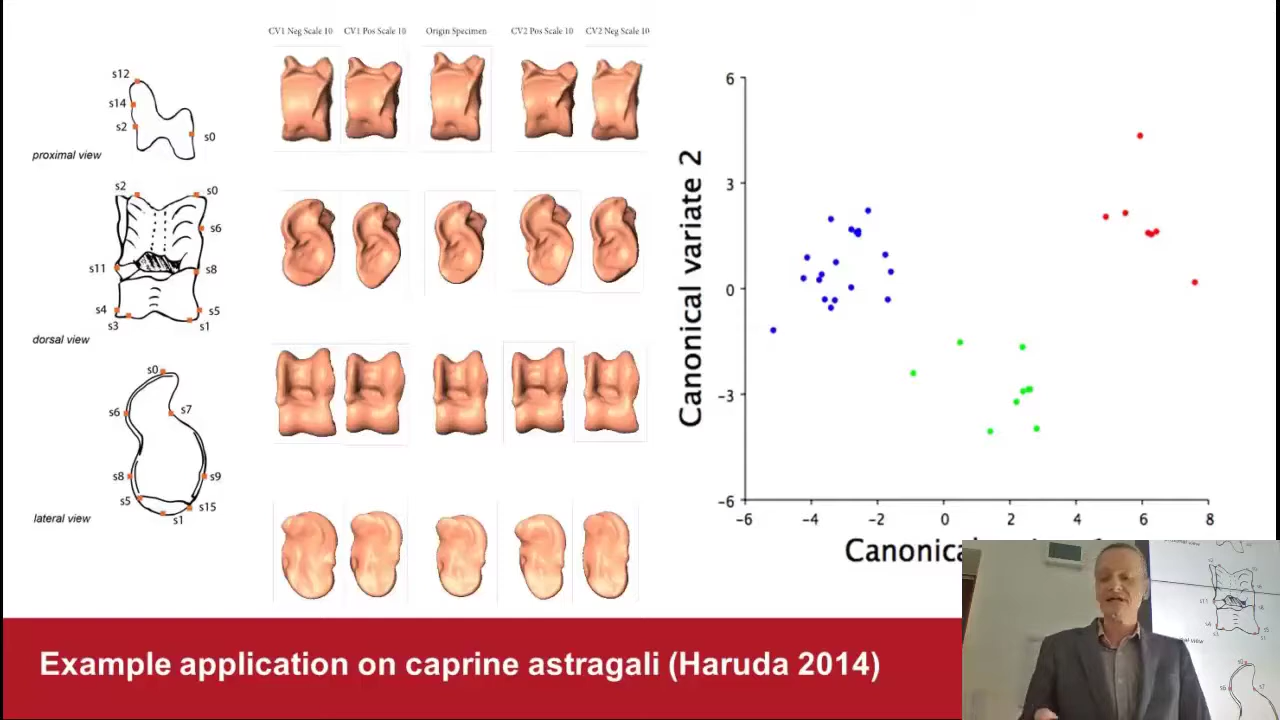 CV1 Neg Scale 10
CV1 Pos Scale 10
Origin Specimen
CV2 Pos Scale 10
CV2 Neg Scale 10
s12
s14
s2
s0
proximal view
s2
s0
s6
s11
s8
s4
s5
s3
s1
dorsal view
s0
s6
s7
s8
s9
s5
s15
s1
lateral view
6
3
0
-3
-6
Canonical variate 2
-6
-4
-2
0
2
4
6
8
Example application on caprine astragali (Haruda 2014)